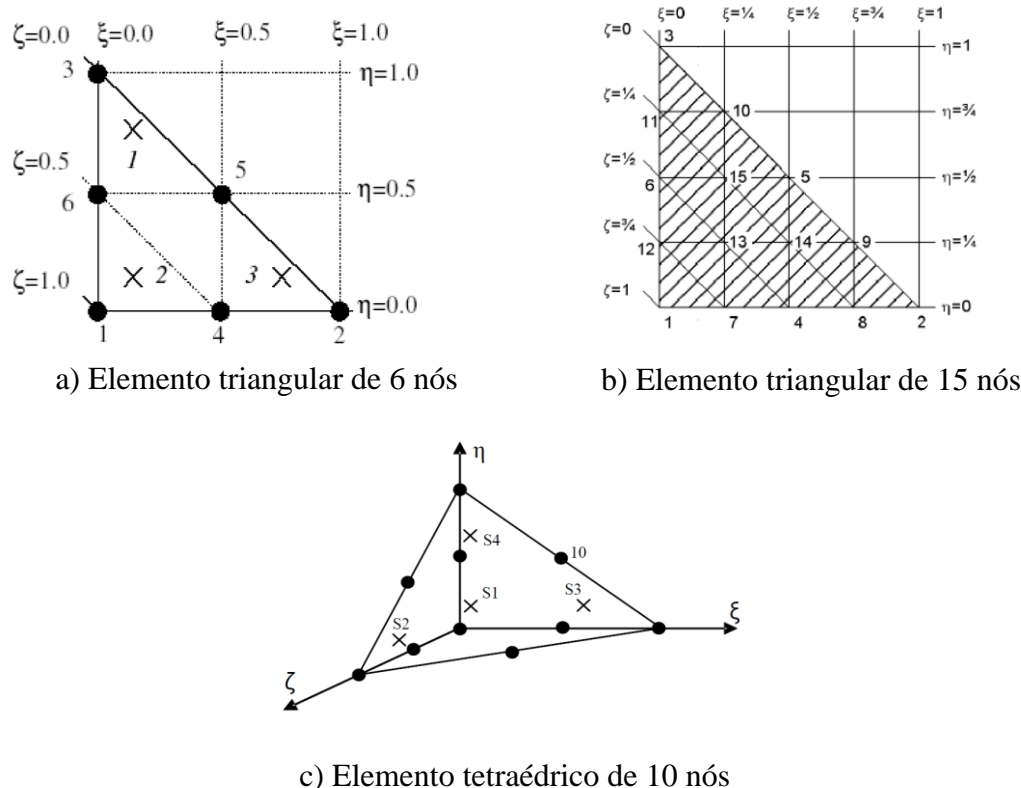 ζ=0.0 ξ=0.0 ξ=0.5 ξ=1.0
3 η=1.0
1
ζ=0.5 5
6 η=0.5
ζ=1.0 2 3
η=0.0
1 4 2
a) Elemento triangular de 6 nós
ξ=0 ξ=¼ ξ=½ ξ=¾ ξ=1
ζ=0 3
η=1
ζ=¼
11 10 η=¾
ζ=½
6 15 5 η=½
ζ=¾
12 13 14 9 η=¼
ζ=1 η=0
1 7 4 8 2
b) Elemento triangular de 15 nós
η
S4 10
S1 S3
S2
ξ
ζ
c) Elemento tetraédrico de 10 nós